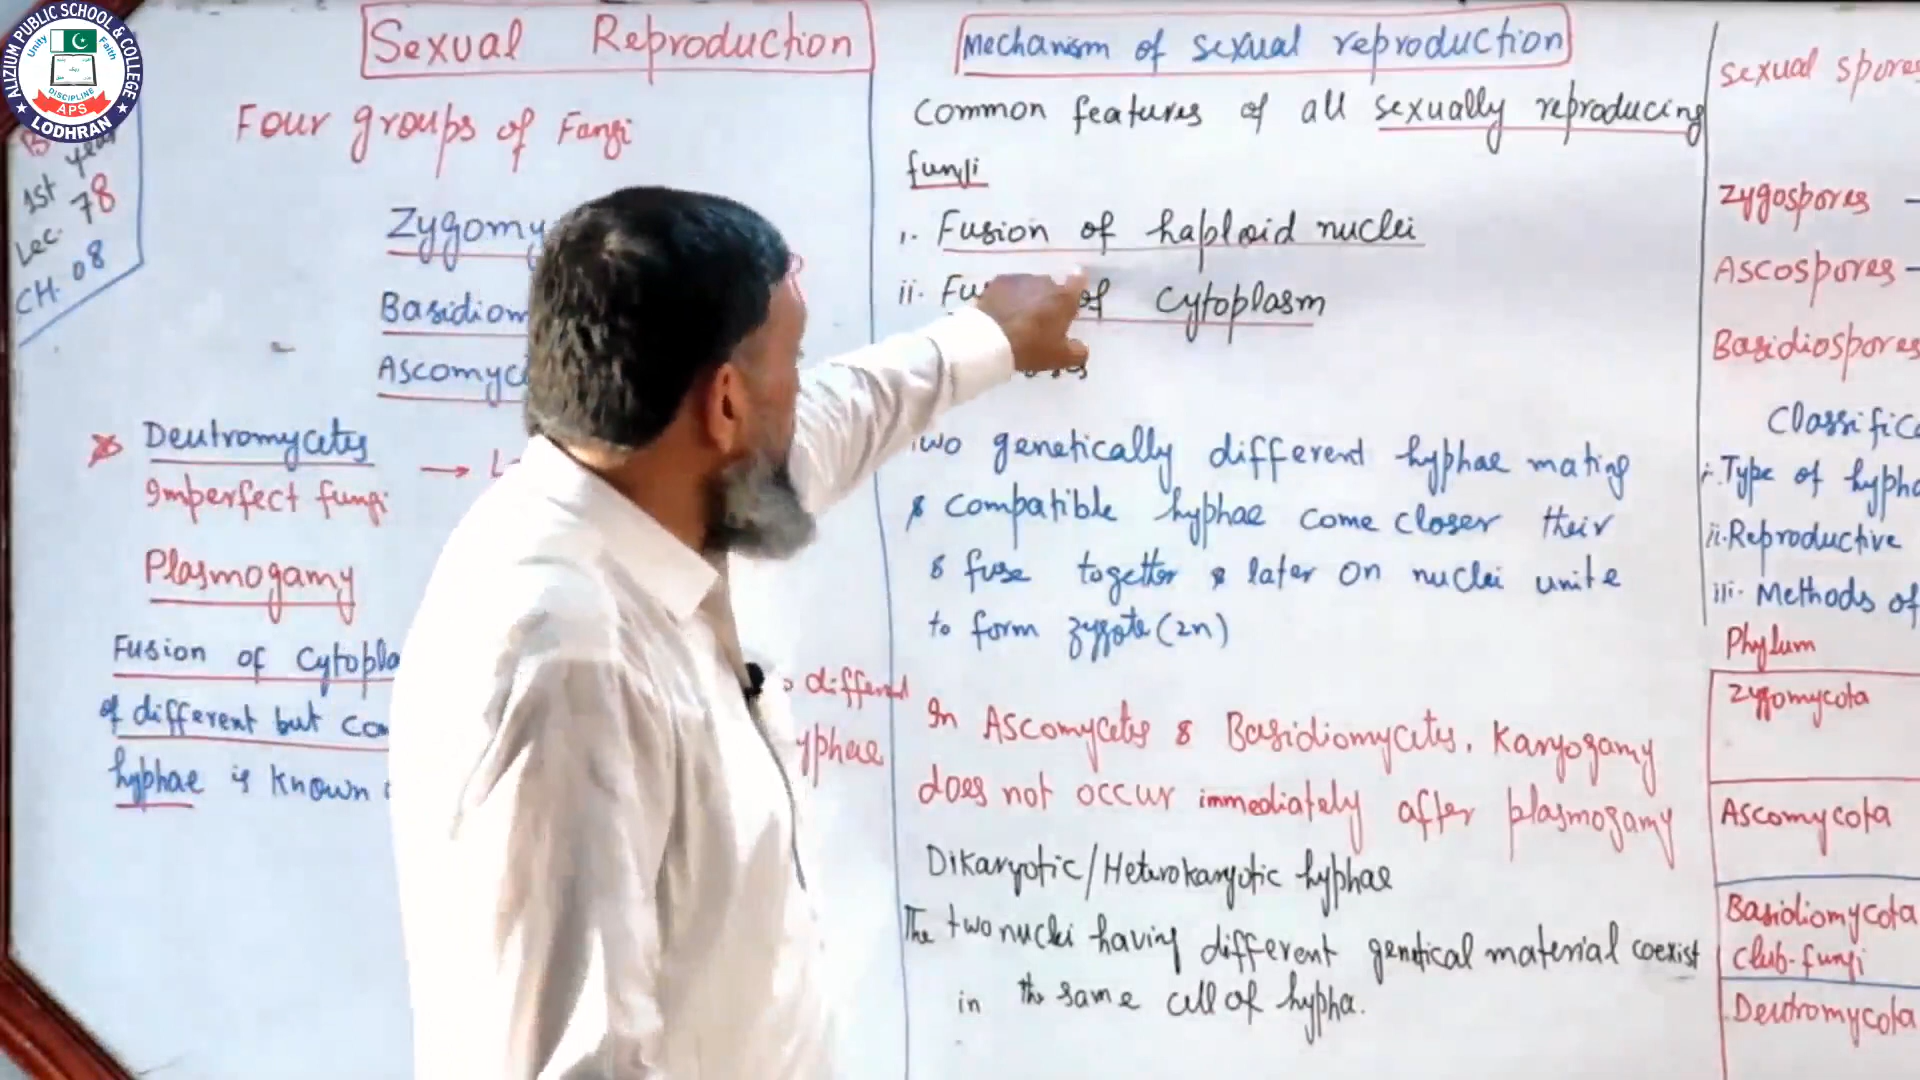 ALIZIUM PUBLIC SCHOOL & COLLEGE
Unity
Faith
DISCIPLINE
APS
LODHRAN
year
1st
Lec. 78
CH. 08
Sexual Reproduction
Four groups of Fungi
Zygomy
Basidiom
Ascomyc
Deutromycetes
Imperfect fungi
Plasmogamy
Fusion of Cytopla
of different but com
hyphae is known
different
yphae
Mechanism of sexual reproduction
Common features of all sexually reproducing
fungi
i. Fusion of haploid nuclei
ii. Fu of Cytoplasm
Two genetically different hyphae mating
& compatible hyphae come closer their
& fuse together & later on nuclei unite
to form zygote (2n)
In Ascomycetes & Basidiomycetes, Karyogamy
does not occur immediately after plasmogamy
Dikaryotic/Heterokaryotic hyphae
The two nuclei having different genetical material coexist
in the same cell of hypha.
Sexual spores
Zygospores -
Ascospores -
Basidiospores
Classific
i. Type of hypha
ii. Reproductive
iii. Methods of
Phylum
Zygomycota
Ascomycota
Basidiomycota
Club-fungi
Deutromycota